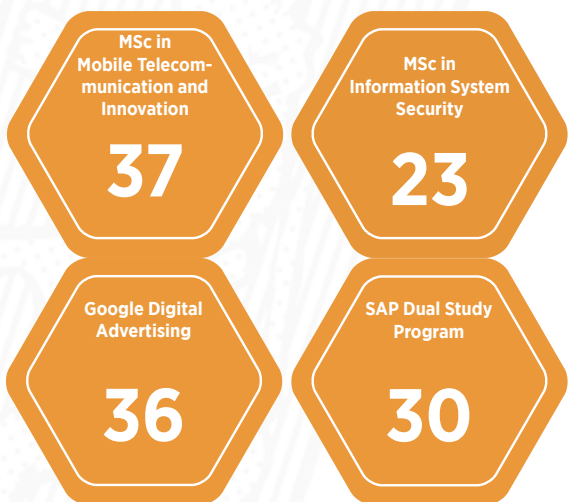 MSc in
Mobile Telecom-
munication and
Innovation
37
MSc in
Information System
Security
23
Google Digital
Advertising
36
SAP Dual Study
Program
30